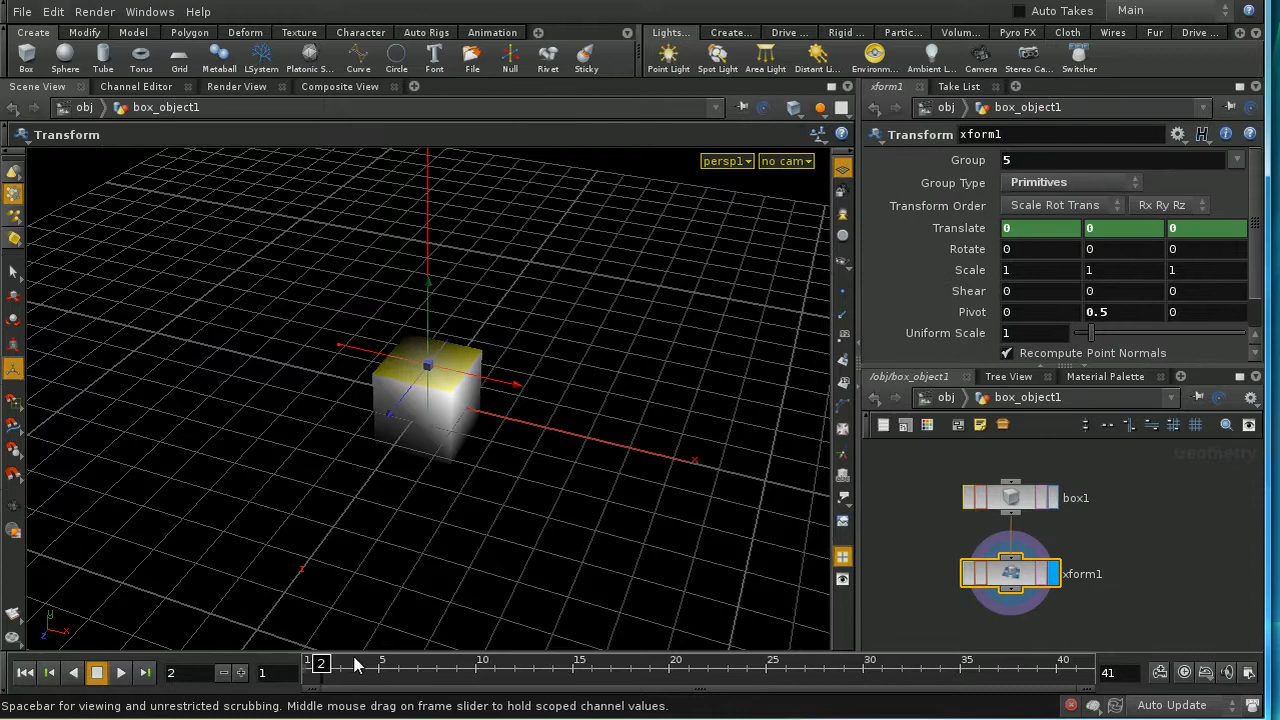 File Edit Render Windows Help Auto Takes Main
Create Modify Model Polygon Deform Texture Character Auto Rigs Animation Lights... Create... Drive ... Rigid ... Partic... Volum... Pyro FX Cloth Wires Fur Drive ...
Box Sphere Tube Torus Grid Metaball LSystem Platonic S... Curve Circle Font File Null Rivet Sticky Point Light Spot Light Area Light Distant Li... Environm... Ambient L... Camera Stereo Ca... Switcher
Scene View Channel Editor Render View Composite View xform1 Take List
obj box_object1 obj box_object1
Transform Transform xform1
persp1 no cam
Group 5
Group Type Primitives
Transform Order Scale Rot Trans Rx Ry Rz
Translate 0 0 0
Rotate 0 0 0
Scale 1 1 1
Shear 0 0 0
Pivot 0 0.5 0
Uniform Scale 1
Recompute Point Normals
/obj/box_object1 Tree View Material Palette
obj box_object1
Geometry
x
box1
z
xform1
y
z x
2 1 1 2 5 10 15 20 25 30 35 40 41
Spacebar for viewing and unrestricted scrubbing. Middle mouse drag on frame slider to hold scoped channel values. Auto Update